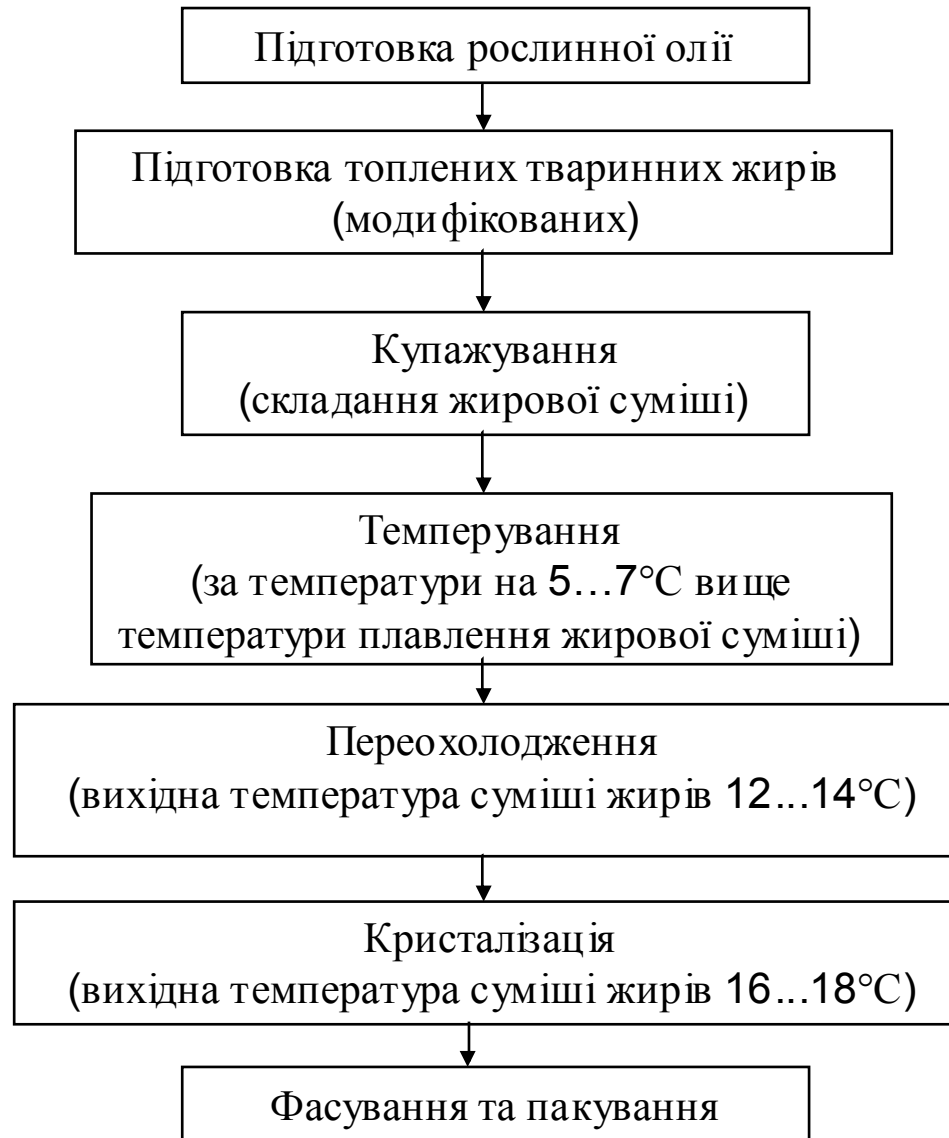 Підготовка рослинної олії
Підготовка топлених тваринних жирів
(модифікованих)
Купажування
(складання жирової суміші)
Темперування
(за температури на 5…7°С вище
температури плавлення жирової суміші)
Переохолодження
(вихідна температура суміші жирів 12...14°С)
Кристалізація
(вихідна температура суміші жирів 16...18°С)
Фасування та пакування